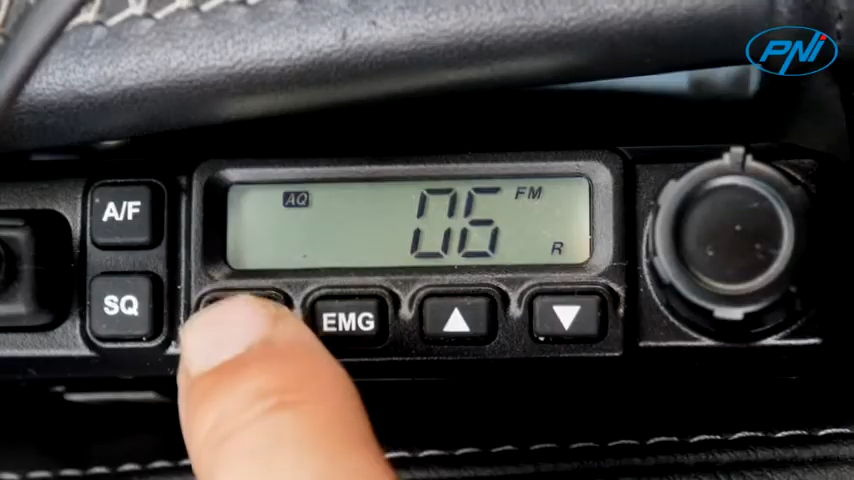 PNI
AQ 06 FM
R
A/F
SQ
EMG